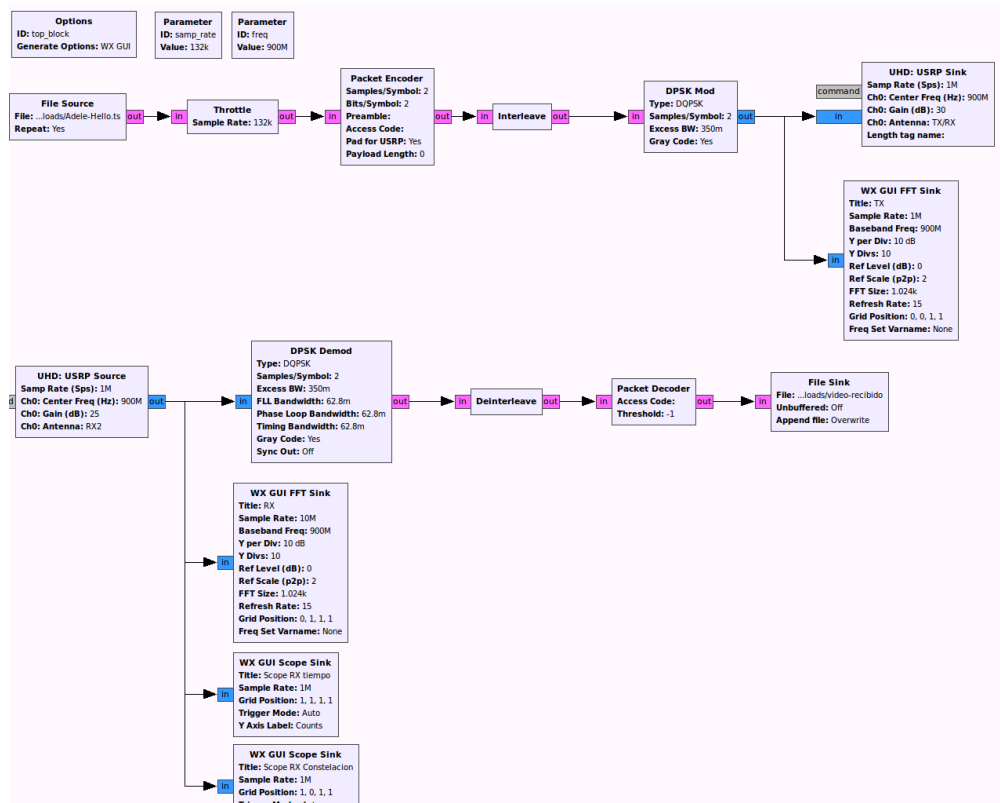 Options
ID: top_block
Generate Options: WX GUI
Parameter
ID: samp_rate
Value: 132k
Parameter
ID: freq
Value: 900M
File Source
File: ...loads/Adele-Hello.ts
Repeat: Yes
out
in
Throttle
Sample Rate: 132k
out
in
Packet Encoder
Samples/Symbol: 2
Bits/Symbol: 2
Preamble:
Access Code:
Pad for USRP: Yes
Payload Length: 0
out
in
Interleave
out
in
DPSK Mod
Type: DQPSK
Samples/Symbol: 2
Excess BW: 350m
Gray Code: Yes
out
command
in
UHD: USRP Sink
Samp Rate (Sps): 1M
Ch0: Center Freq (Hz): 900M
Ch0: Gain (dB): 30
Ch0: Antenna: TX/RX
Length tag name:
in
WX GUI FFT Sink
Title: TX
Sample Rate: 1M
Baseband Freq: 900M
Y per Div: 10 dB
Y Divs: 10
Ref Level (dB): 0
Ref Scale (p2p): 2
FFT Size: 1.024k
Refresh Rate: 15
Grid Position: 0, 0, 1, 1
Freq Set Varname: None
d
UHD: USRP Source
Samp Rate (Sps): 1M
Ch0: Center Freq (Hz): 900M
Ch0: Gain (dB): 25
Ch0: Antenna: RX2
out
in
DPSK Demod
Type: DQPSK
Samples/Symbol: 2
Excess BW: 350m
FLL Bandwidth: 62.8m
Phase Loop Bandwidth: 62.8m
Timing Bandwidth: 62.8m
Gray Code: Yes
Sync Out: Off
out
in
Deinterleave
out
in
Packet Decoder
Access Code:
Threshold: -1
out
in
File Sink
File: ...loads/video-recibido
Unbuffered: Off
Append file: Overwrite
in
WX GUI FFT Sink
Title: RX
Sample Rate: 10M
Baseband Freq: 900M
Y per Div: 10 dB
Y Divs: 10
Ref Level (dB): 0
Ref Scale (p2p): 2
FFT Size: 1.024k
Refresh Rate: 15
Grid Position: 0, 1, 1, 1
Freq Set Varname: None
in
WX GUI Scope Sink
Title: Scope RX tiempo
Sample Rate: 1M
Grid Position: 1, 1, 1, 1
Trigger Mode: Auto
Y Axis Label: Counts
in
WX GUI Scope Sink
Title: Scope RX Constelacion
Sample Rate: 1M
Grid Position: 1, 0, 1, 1